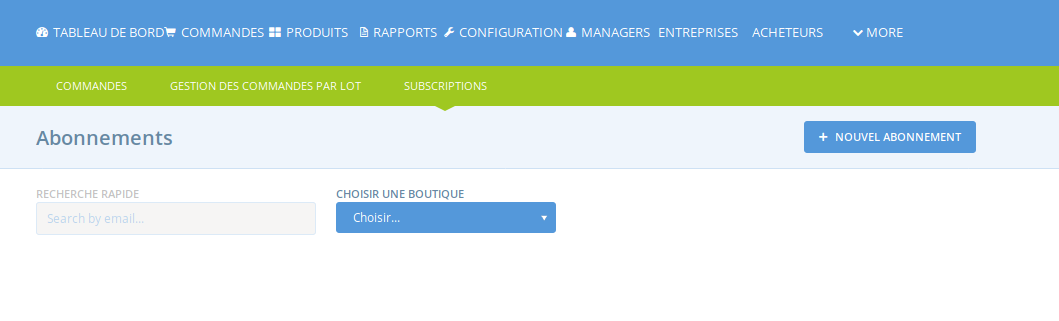 TABLEAU DE BORD COMMANDES PRODUITS RAPPORTS CONFIGURATION MANAGERS ENTREPRISES ACHETEURS MORE
COMMANDES GESTION DES COMMANDES PAR LOT SUBSCRIPTIONS
Abonnements
+ NOUVEL ABONNEMENT
RECHERCHE RAPIDE CHOISIR UNE BOUTIQUE
Search by email... Choisir...